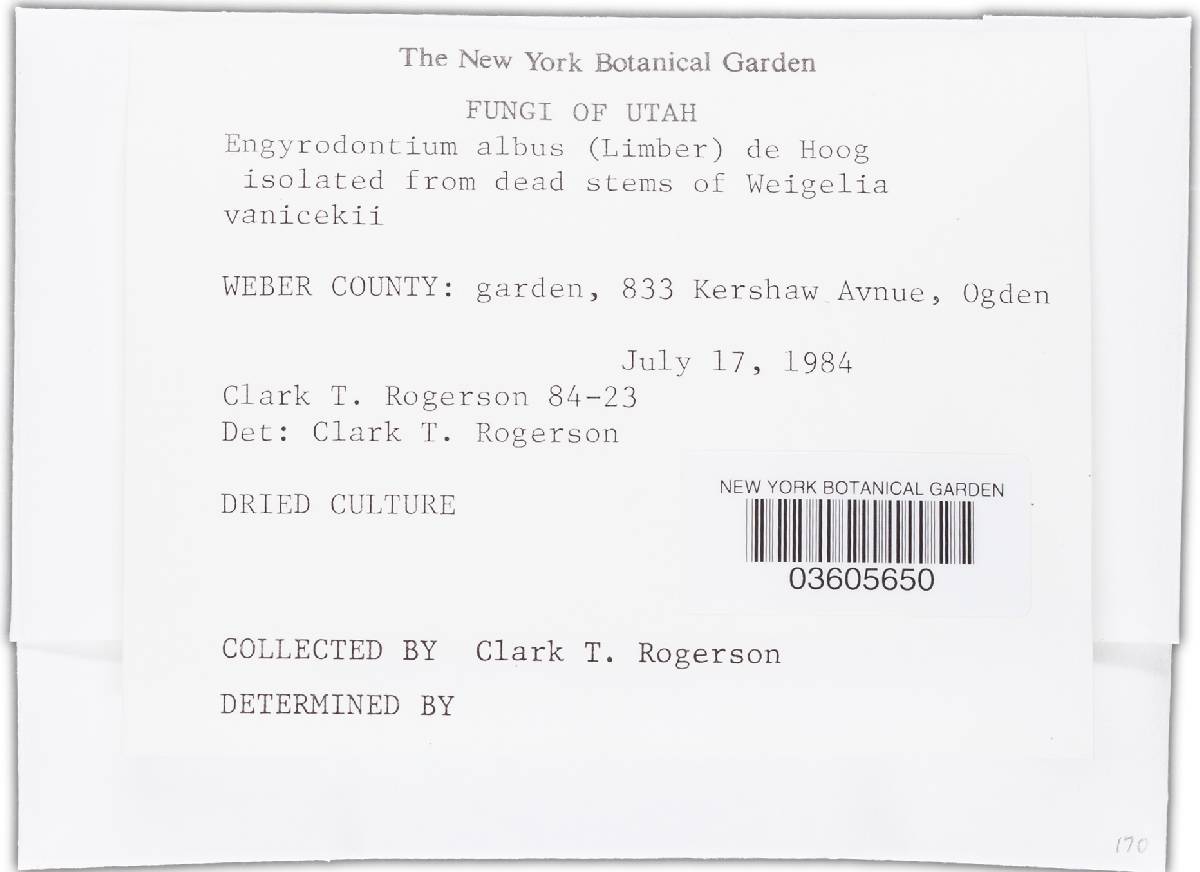 The New York Botanical Garden
FUNGI OF UTAH
Engyrodontium albus (Limber) de Hoog
isolated from dead stems of Weigelia
vanicekii
WEBER COUNTY: garden, 833 Kershaw Avnue, Ogden
July 17, 1984
Clark T. Rogerson 84-23
Det: Clark T. Rogerson
DRIED CULTURE
NEW YORK BOTANICAL GARDEN
03605650
COLLECTED BY Clark T. Rogerson
DETERMINED BY
170